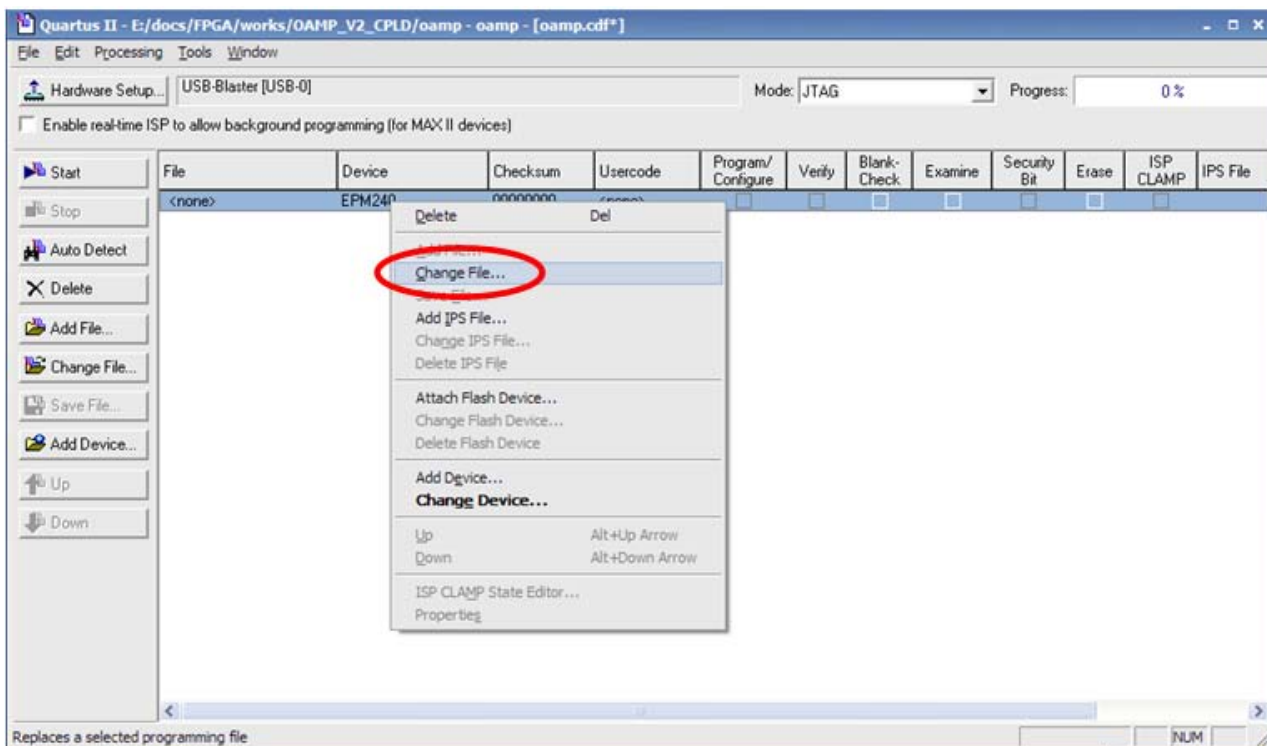 Quartus II - E:/docs/FPGA/works/OAMP_V2_CPLD/oamp - oamp - [oamp.cdf*]
File Edit Processing Tools Window
Hardware Setup... USB-Blaster [USB-0] Mode: JTAG Progress: 0 %
Enable real-time ISP to allow background programming (for MAX II devices)
Start
Stop
Auto Detect
Delete
Add File...
Change File...
Save File...
Add Device...
Up
Down
File Device Checksum Usercode Program/ Configure Verify Blank- Check Examine Security Bit Erase ISP CLAMP IPS File
<none> EPM240 00000000 <none>
Delete Del
Add File...
Change File...
Save File...
Add IPS File...
Change IPS File...
Delete IPS File
Attach Flash Device...
Change Flash Device...
Delete Flash Device
Add Device...
Change Device...
Up Alt+Up Arrow
Down Alt+Down Arrow
ISP CLAMP State Editor...
Properties
Replaces a selected programming file NUM